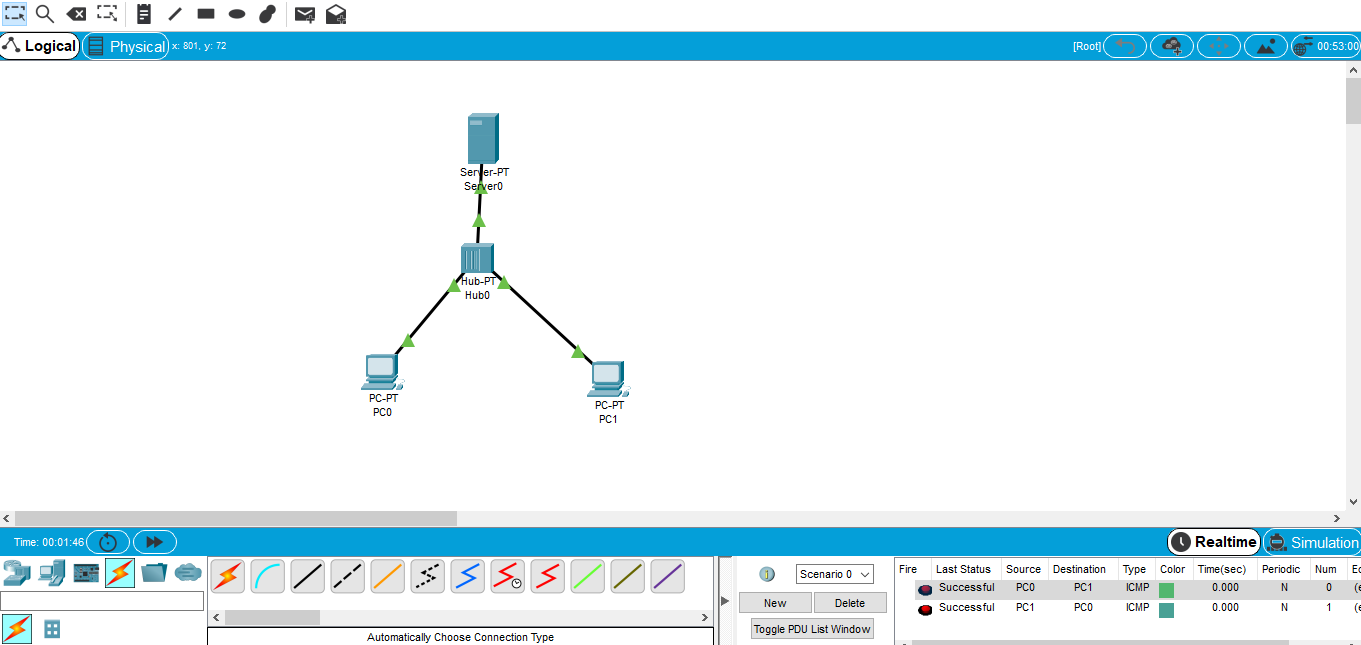 Logical
Physical
x: 801, y: 72
[Root]
00:53:00
Server-PT
Server0
Hub-PT
Hub0
PC-PT
PC0
PC-PT
PC1
Time: 00:01:46
Realtime
Simulation
Scenario 0
New
Delete
Toggle PDU List Window
Automatically Choose Connection Type
Fire Last Status Source Destination Type Color Time(sec) Periodic Num
Successful PC0 PC1 ICMP 0.000 N 0
Successful PC1 PC0 ICMP 0.000 N 1